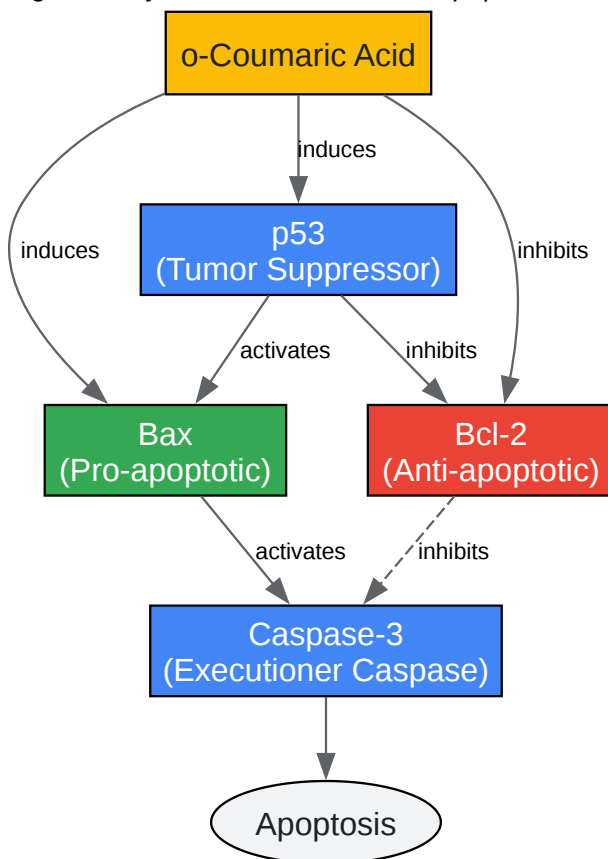 o-Coumaric Acid
induces
p53
(Tumor Suppressor)
induces
inhibits
activates
inhibits
Bax
(Pro-apoptotic)
Bcl-2
(Anti-apoptotic)
activates
inhibits
Caspase-3
(Executioner Caspase)
Apoptosis